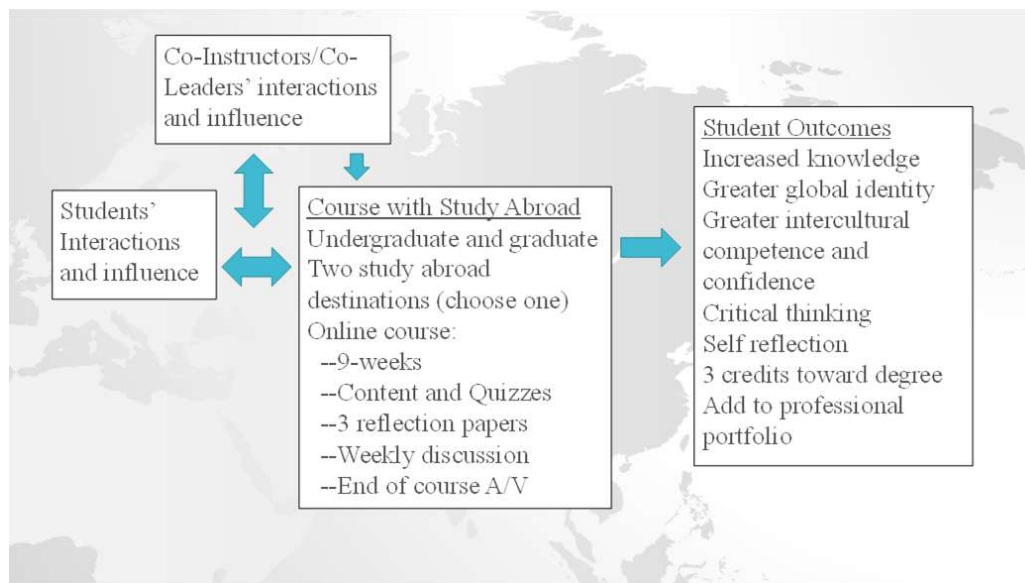 Co-Instructors/Co-
Leaders' interactions
and influence
Students'
Interactions
and influence
Course with Study Abroad
Undergraduate and graduate
Two study abroad
destinations (choose one)
Online course:
--9-weeks
--Content and Quizzes
--3 reflection papers
--Weekly discussion
--End of course A/V
Student Outcomes
Increased knowledge
Greater global identity
Greater intercultural
competence and
confidence
Critical thinking
Self reflection
3 credits toward degree
Add to professional
portfolio